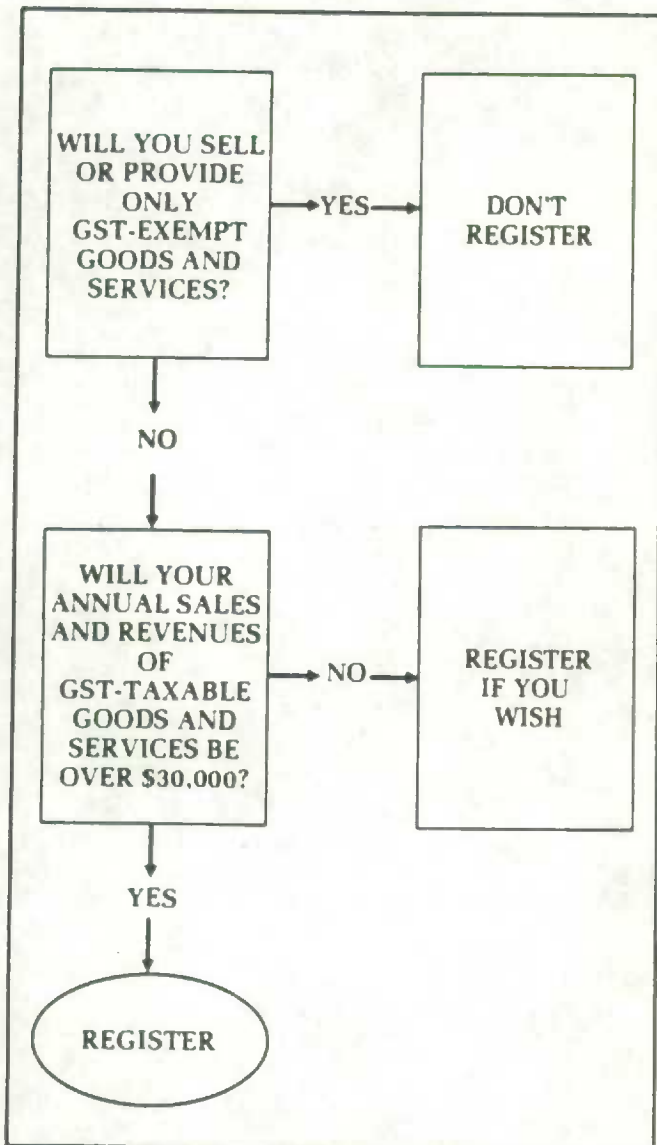 WILL YOU SELL
OR PROVIDE
ONLY
GST-EXEMPT
GOODS AND
SERVICES?
YES
DON'T
REGISTER
NO
WILL YOUR
ANNUAL SALES
AND REVENUES
OF
GST-TAXABLE
GOODS AND
SERVICES BE
OVER $30,000?
NO
REGISTER
IF YOU
WISH
YES
REGISTER